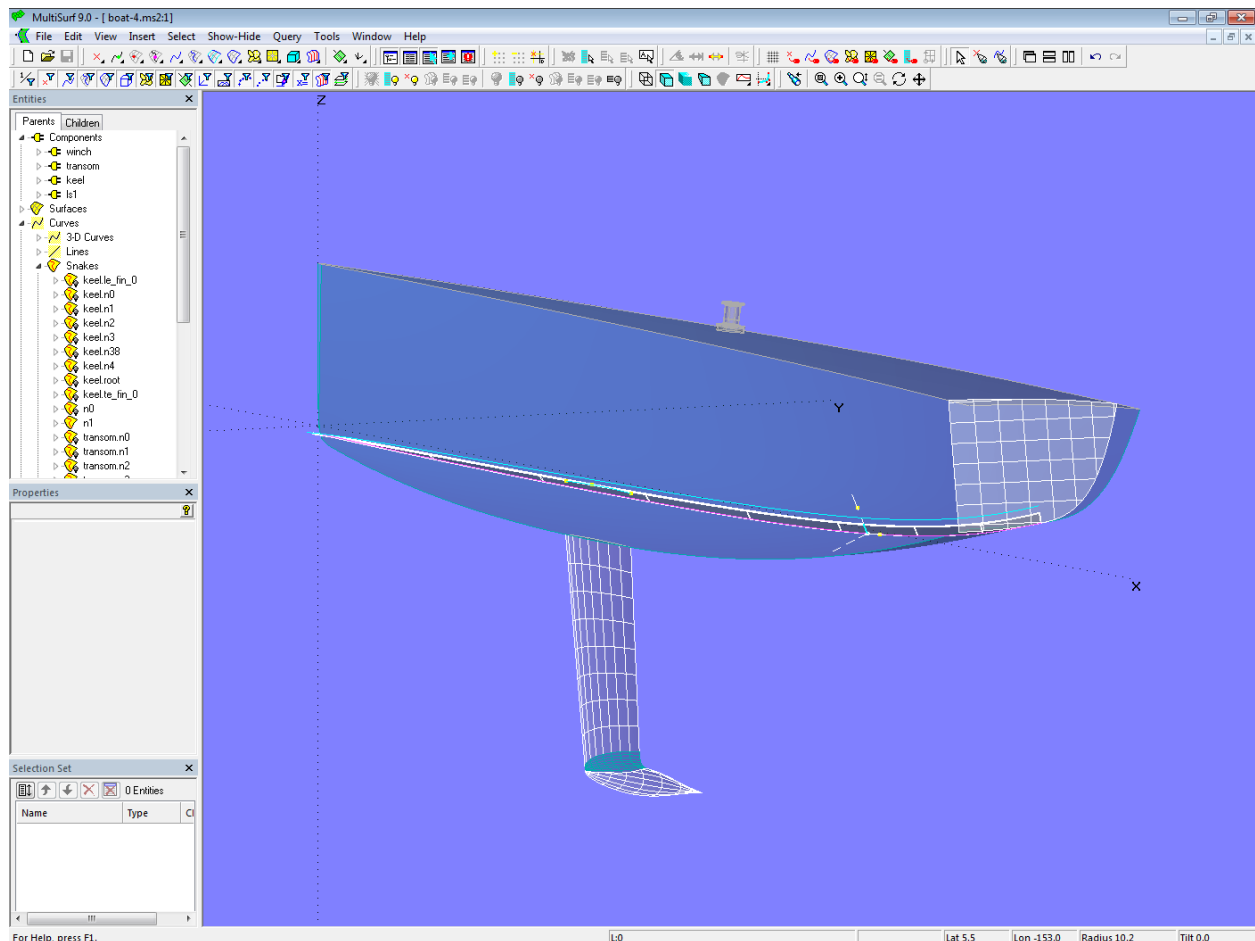 MultiSurf 9.0 - [ boat-4.ms2:1]
File Edit View Insert Select Show-Hide Query Tools Window Help
Entities
Parents Children
Components
winch
transom
keel
ls1
Surfaces
Curves
3-D Curves
Lines
Snakes
keel.le_fin_0
keel.n0
keel.n1
keel.n2
keel.n3
keel.n38
keel.n4
keel.root
keel.te_fin_0
n0
n1
transom.n0
transom.n1
transom.n2
Properties
Selection Set
0 Entities
Name Type Cl
Z
Y
X
For Help, press F1. L:0 Lat 5.5 Lon -153.0 Radius 10.2 Tilt 0.0